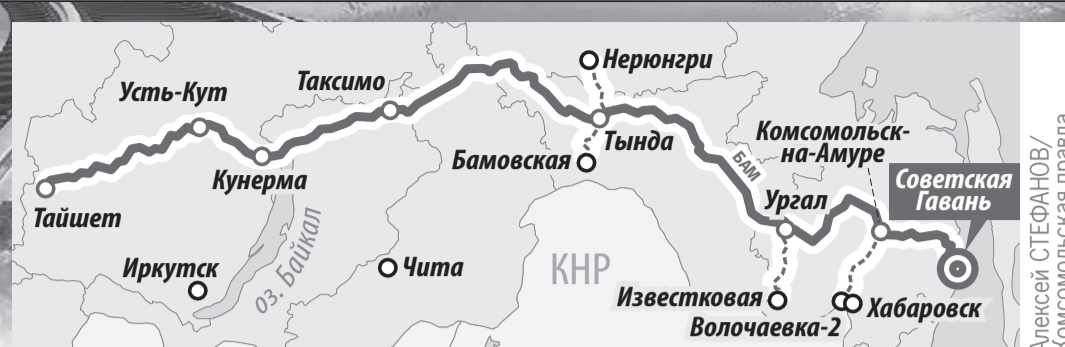 Усть-Кут
Таксимо
Нерюнгри
Тында
Бамовская
Комсомольск-
на-Амуре
БАМ
Советская
Гавань
Ургал
Кунерма
Тайшет
Иркутск
оз. Байкал
Чита
КНР
Известковая
Волочаевка-2
Хабаровск
Алексей СТЕФАНОВ/
Комсомольская правда